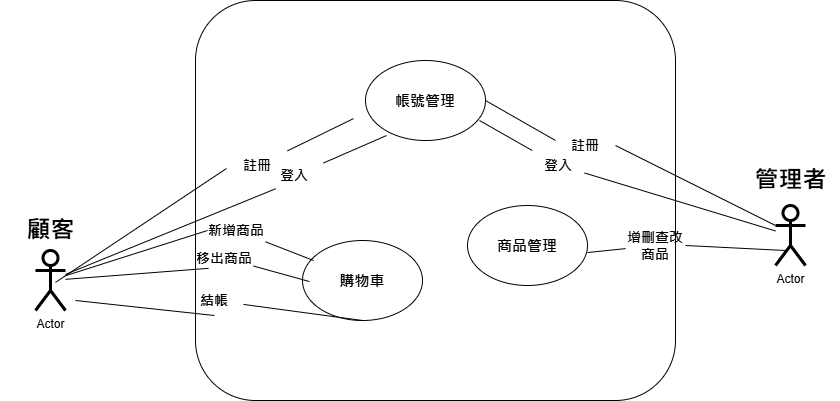 帳號管理
註冊
登入
註冊
登入
管理者
顧客
新增商品
移出商品
購物車
商品管理
增刪查改
商品
結帳
Actor
Actor